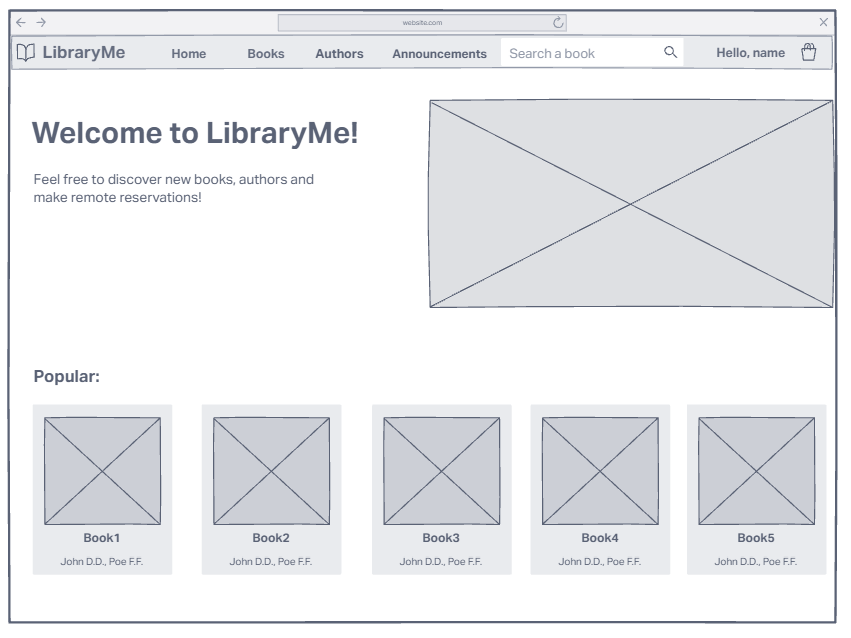 website.com
LibraryMe Home Books Authors Announcements Search a book Hello, name
Welcome to LibraryMe!
Feel free to discover new books, authors and
make remote reservations!
Popular:
Book1 Book2 Book3 Book4 Book5
John D.D., Poe F.F. John D.D., Poe F.F. John D.D., Poe F.F. John D.D., Poe F.F. John D.D., Poe F.F.